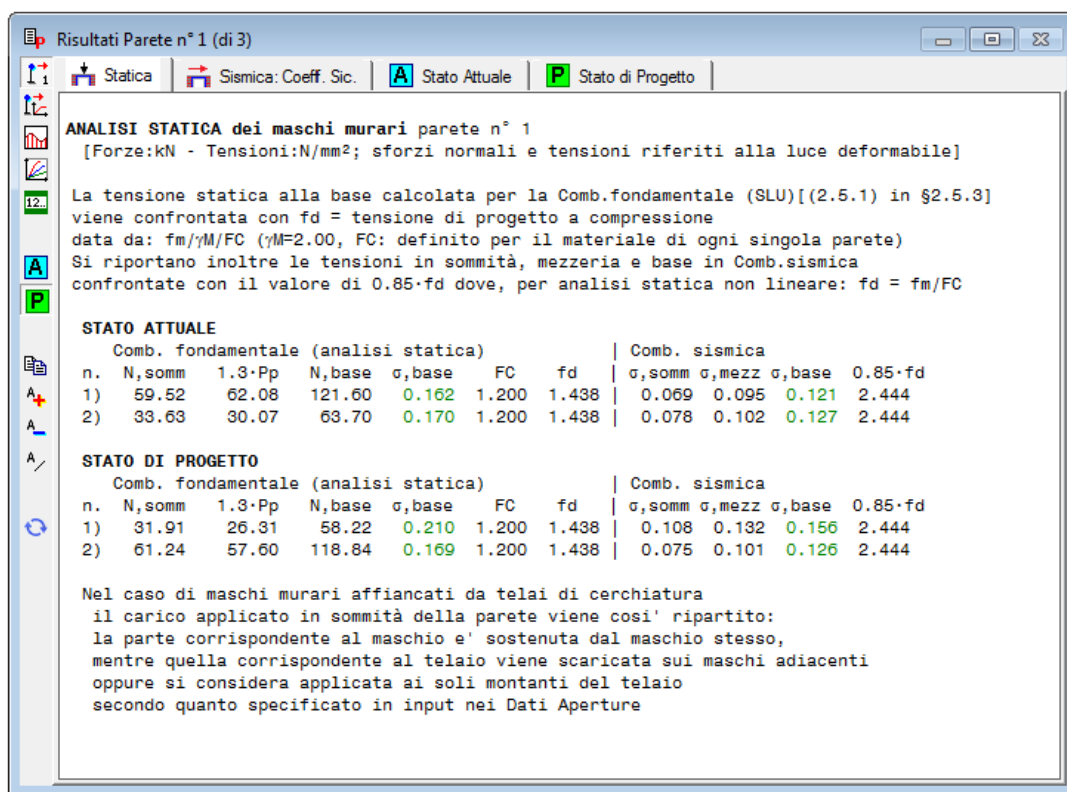 Risultati Parete n° 1 (di 3)
Statica
Sismica: Coeff. Sic.
A Stato Attuale
P Stato di Progetto
ANALISI STATICA dei maschi murari parete n° 1
[Forze:kN - Tensioni:N/mm²; sforzi normali e tensioni riferiti alla luce deformabile]
La tensione statica alla base calcolata per la Comb.fondamentale (SLU)[(2.5.1) in §2.5.3]
viene confrontata con fd = tensione di progetto a compressione
data da: fm/γM/FC (γM=2.00, FC: definito per il materiale di ogni singola parete)
Si riportano inoltre le tensioni in sommità, mezzeria e base in Comb.sismica
confrontate con il valore di 0.85·fd dove, per analisi statica non lineare: fd = fm/FC
STATO ATTUALE
Comb. fondamentale (analisi statica) | Comb. sismica
n. N,somm 1.3·Pp N,base σ,base FC fd | σ,somm σ,mezz σ,base 0.85·fd
1) 59.52 62.08 121.60 0.162 1.200 1.438 | 0.069 0.095 0.121 2.444
2) 33.63 30.07 63.70 0.170 1.200 1.438 | 0.078 0.102 0.127 2.444
STATO DI PROGETTO
Comb. fondamentale (analisi statica) | Comb. sismica
n. N,somm 1.3·Pp N,base σ,base FC fd | σ,somm σ,mezz σ,base 0.85·fd
1) 31.91 26.31 58.22 0.210 1.200 1.438 | 0.108 0.132 0.156 2.444
2) 61.24 57.60 118.84 0.169 1.200 1.438 | 0.075 0.101 0.126 2.444
Nel caso di maschi murari affiancati da telai di cerchiatura
il carico applicato in sommità della parete viene cosi' ripartito:
la parte corrispondente al maschio e' sostenuta dal maschio stesso,
mentre quella corrispondente al telaio viene scaricata sui maschi adiacenti
oppure si considera applicata ai soli montanti del telaio
secondo quanto specificato in input nei Dati Aperture
1
12..
A
P
A
A
A